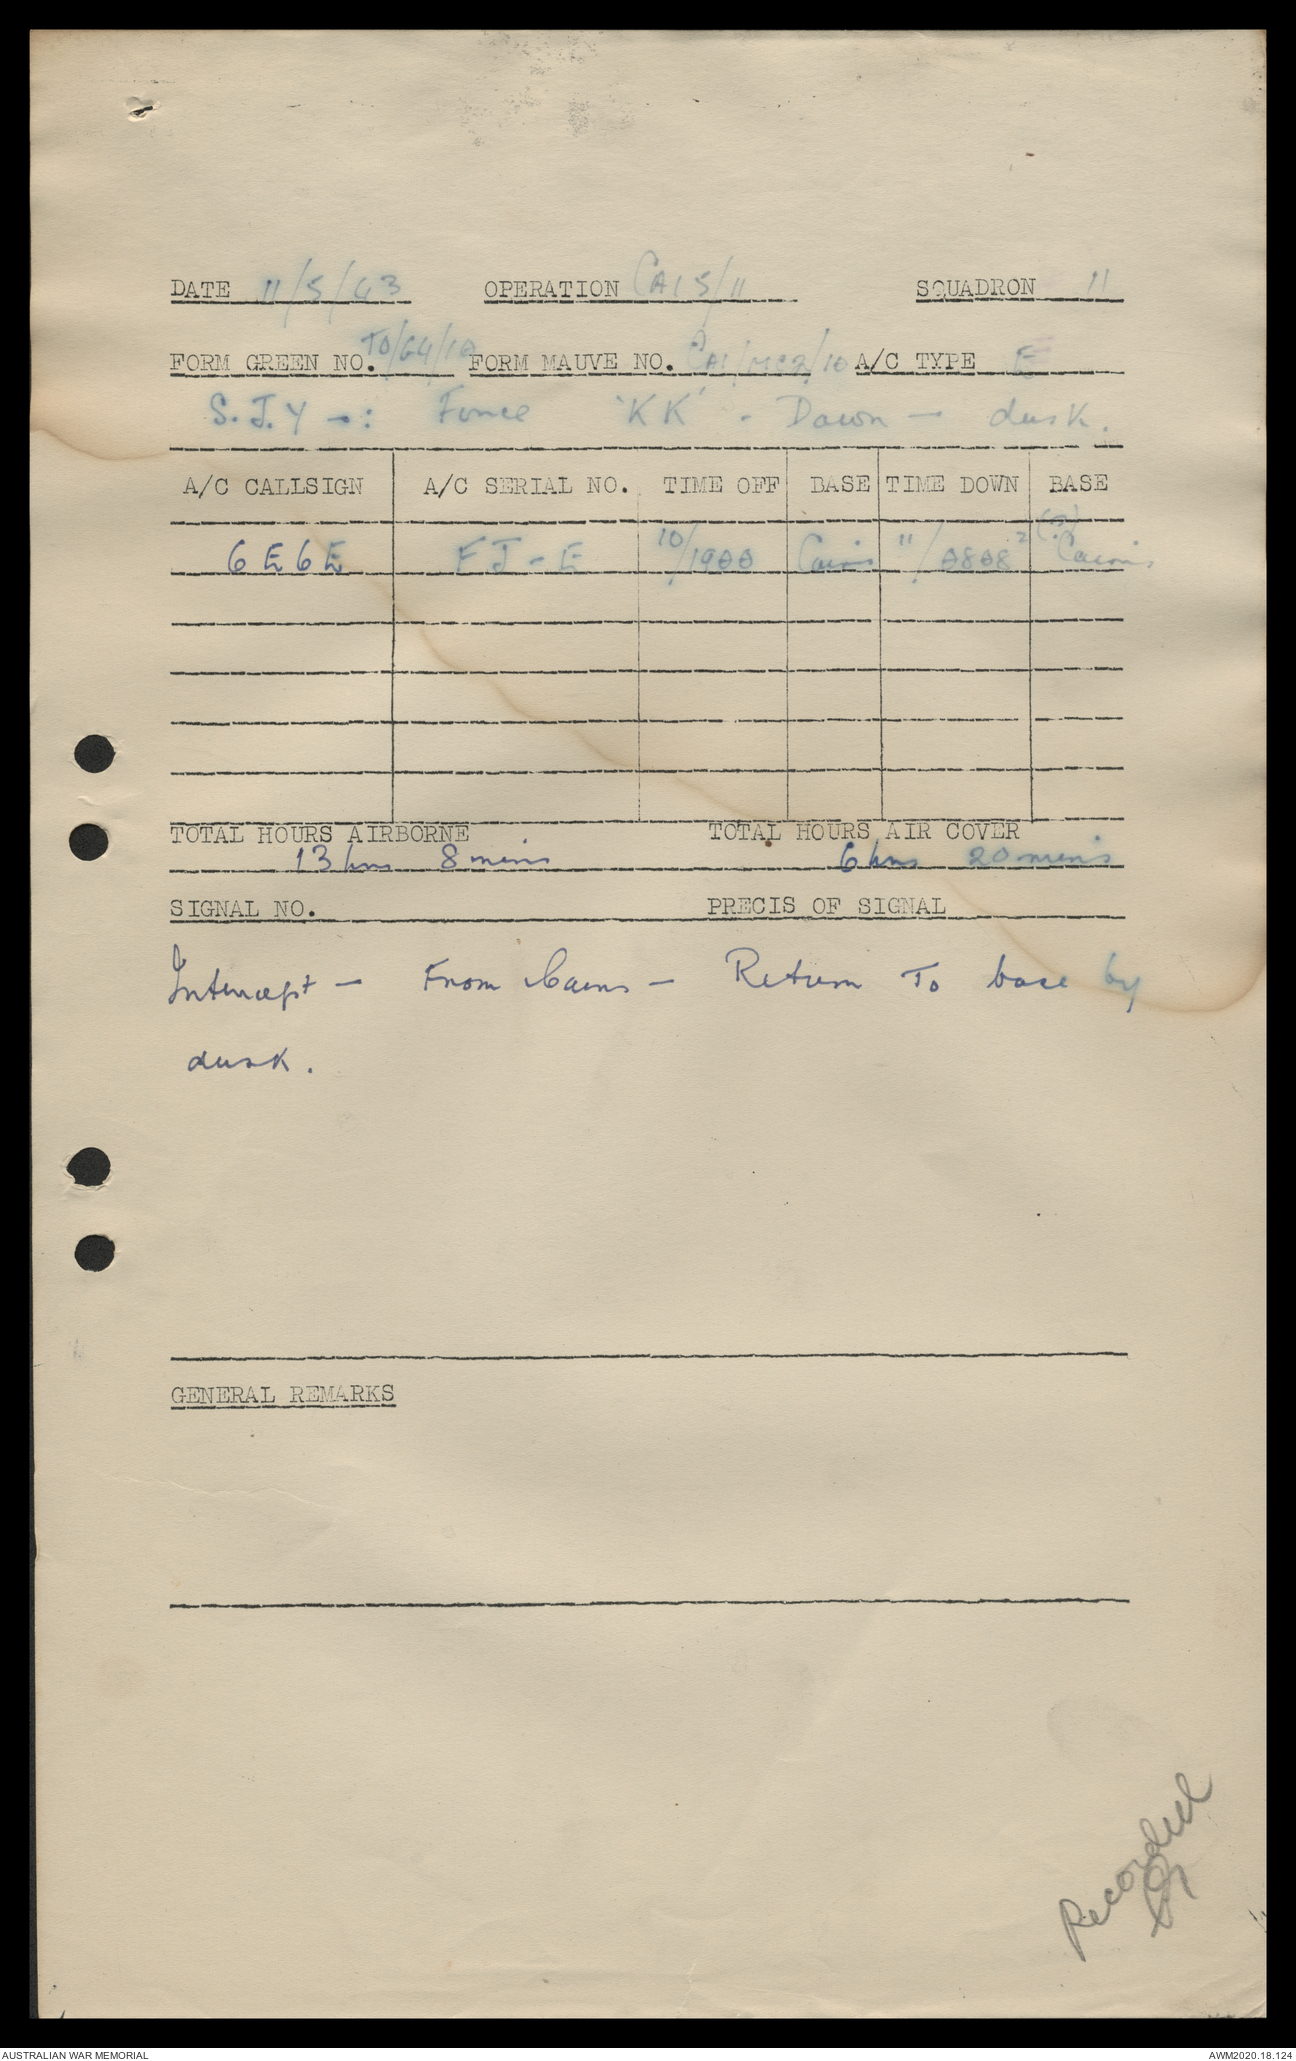 DATE 11/5/43 OPERATION CAI 5/11 SQUADRON 11
FORM GREEN NO. TO/G4/10 FORM MAUVE NO. CAI/MC2/10 A/C TYPE E
S.J.Y -: Force 'KK' - Dawn - dusk.
A/C CALLSIGN A/C SERIAL NO. TIME OFF BASE TIME DOWN BASE
6E6E FJ-E 10/1900 Cairns 11/0808 Z (?) Cairns
TOTAL HOURS AIRBORNE TOTAL HOURS AIR COVER
13 hrs 8 mins 6 hrs 20 mins
SIGNAL NO. PRECIS OF SIGNAL
Intercept - From Cairns - Return To base by
dusk.
GENERAL REMARKS
Recorded
AUSTRALIAN WAR MEMORIAL AWM2020.18.124